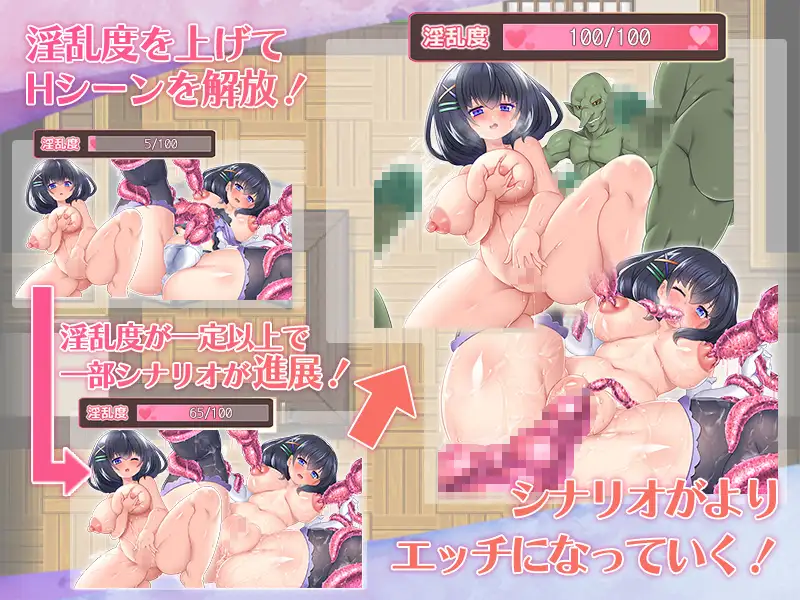 淫乱度を上げて
Hシーンを解放！
淫乱度 5/100
淫乱度が一定以上で
一部シナリオが進展！
淫乱度 65/100
淫乱度 100/100
シナリオがより
エッチになっていく！